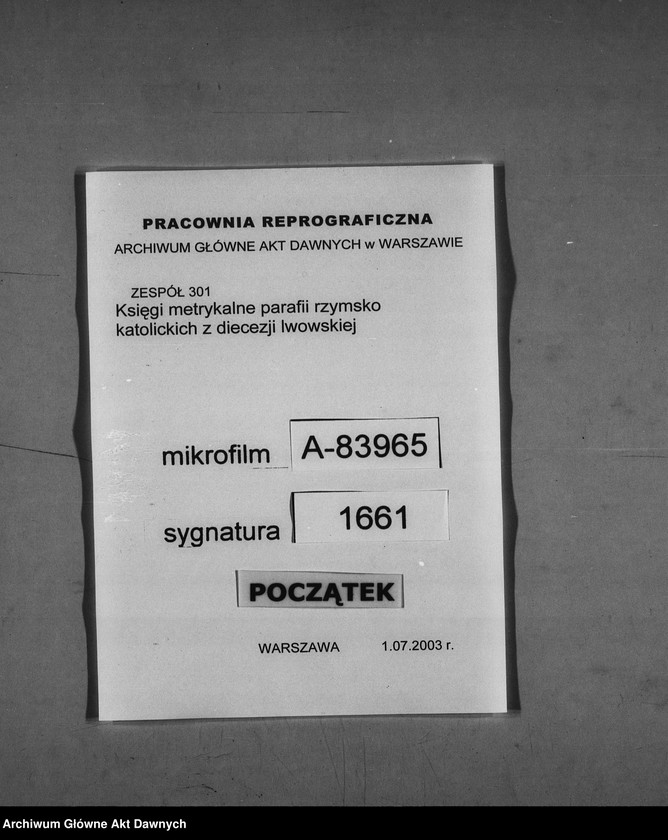 PRACOWNIA REPROGRAFICZNA
ARCHIWUM GŁÓWNE AKT DAWNYCH w WARSZAWIE
ZESPÓŁ 301
Księgi metrykalne parafii rzymsko
katolickich z diecezji lwowskiej
mikrofilm A-83965
sygnatura 1661
POCZĄTEK
WARSZAWA 1.07.2003 r.
Archiwum Główne Akt Dawnych